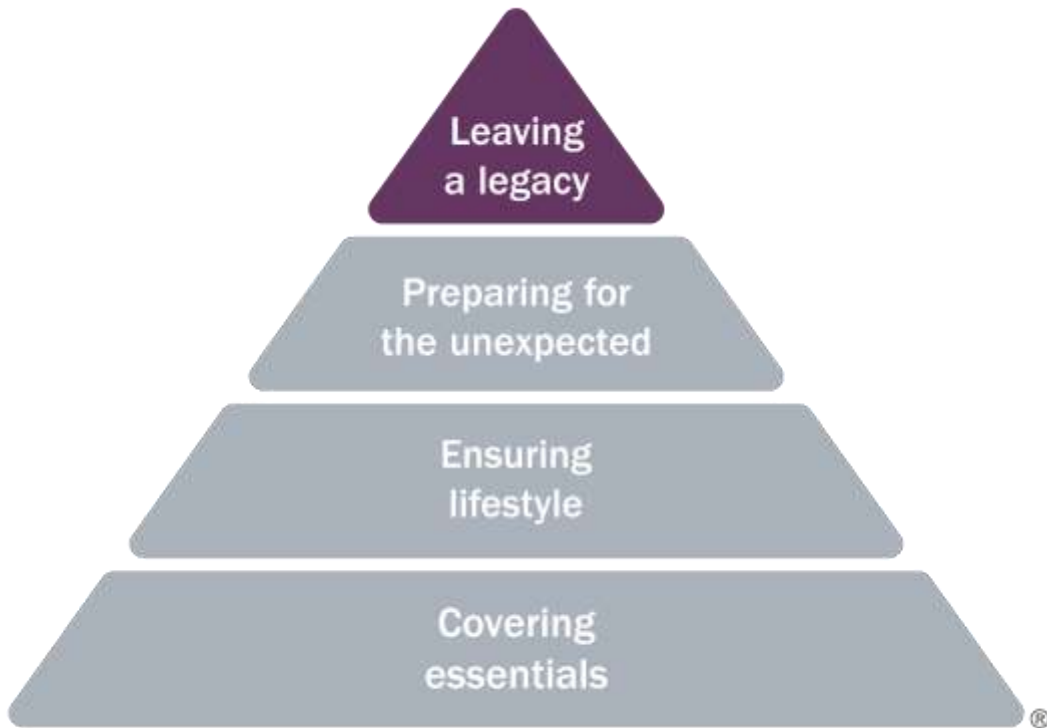 Leaving
a legacy
Preparing for
the unexpected
Ensuring
lifestyle
Covering
essentials
®